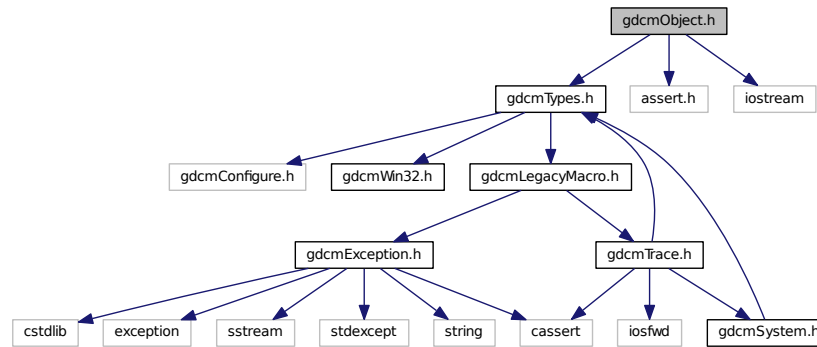 gdcmObject.h
gdcmTypes.h
assert.h
iostream
gdcmConfigure.h
gdcmWin32.h
gdcmLegacyMacro.h
gdcmException.h
gdcmTrace.h
cstdlib
exception
sstream
stdexcept
string
cassert
iosfwd
gdcmSystem.h